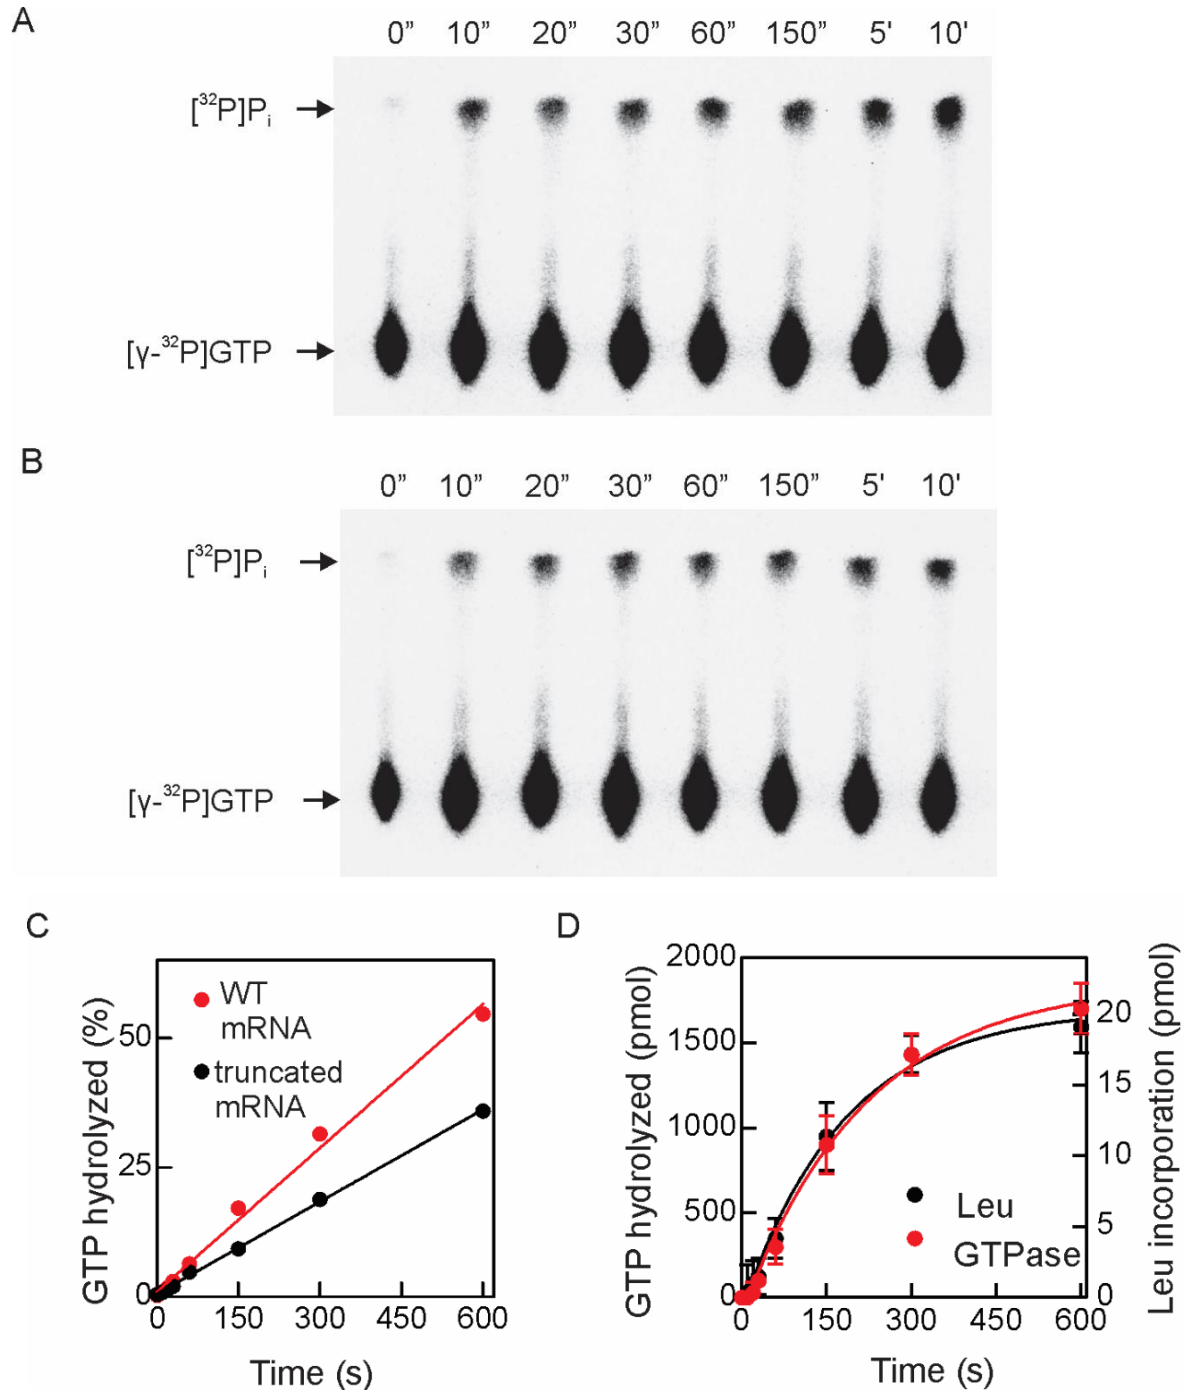 A
0” 10” 20” 30” 60” 150” 5' 10'
[³²P]Pᵢ
[γ-³²P]GTP
B
0” 10” 20” 30” 60” 150” 5' 10'
[³²P]Pᵢ
[γ-³²P]GTP
C
GTP hydrolyzed (%)
50
25
0
WT
mRNA
truncated
mRNA
0 150 300 450 600
Time (s)
D
GTP hydrolyzed (pmol)
2000
1500
1000
500
0
Leu
GTPase
20
15
10
5
0
Leu incorporation (pmol)
0 150 300 450 600
Time (s)